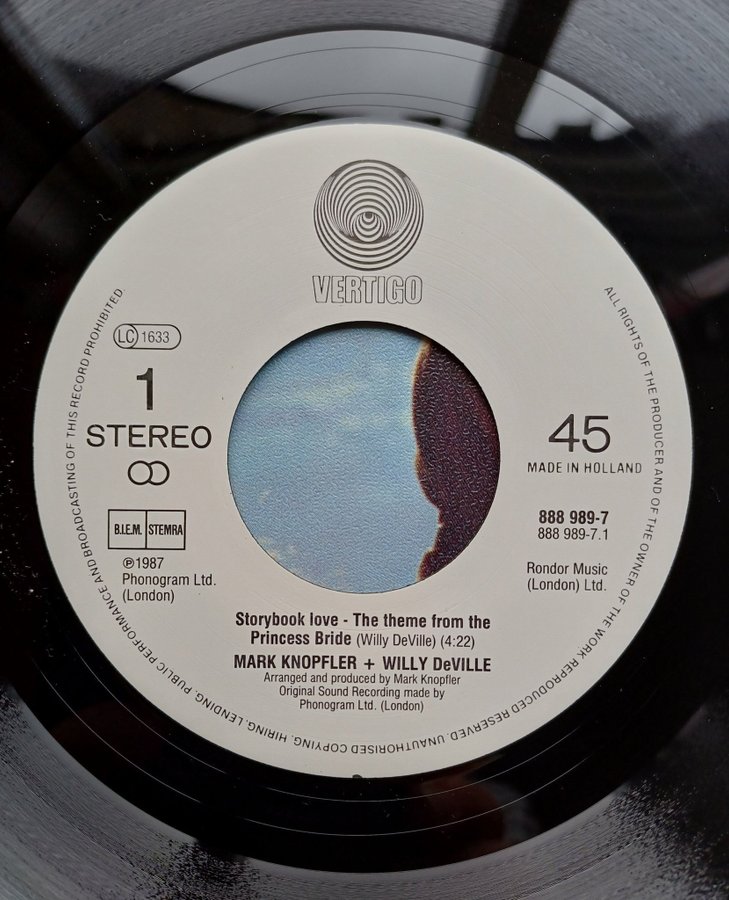 VERTIGO
LC 1633
1
STEREO
B.I.E.M. STEMRA
℗1987
Phonogram Ltd.
(London)
45
MADE IN HOLLAND
888 989-7
888 989-7.1
Rondor Music
(London) Ltd.
Storybook love - The theme from the
Princess Bride (Willy DeVille) (4:22)
MARK KNOPFLER + WILLY DeVILLE
Arranged and produced by Mark Knopfler
Original Sound Recording made by
Phonogram Ltd. (London)
ALL RIGHTS OF THE PRODUCER AND OF THE OWNER OF THE WORK REPRODUCED RESERVED. UNAUTHORISED COPYING, HIRING, LENDING, PUBLIC PERFORMANCE AND BROADCASTING OF THIS RECORD PROHIBITED.